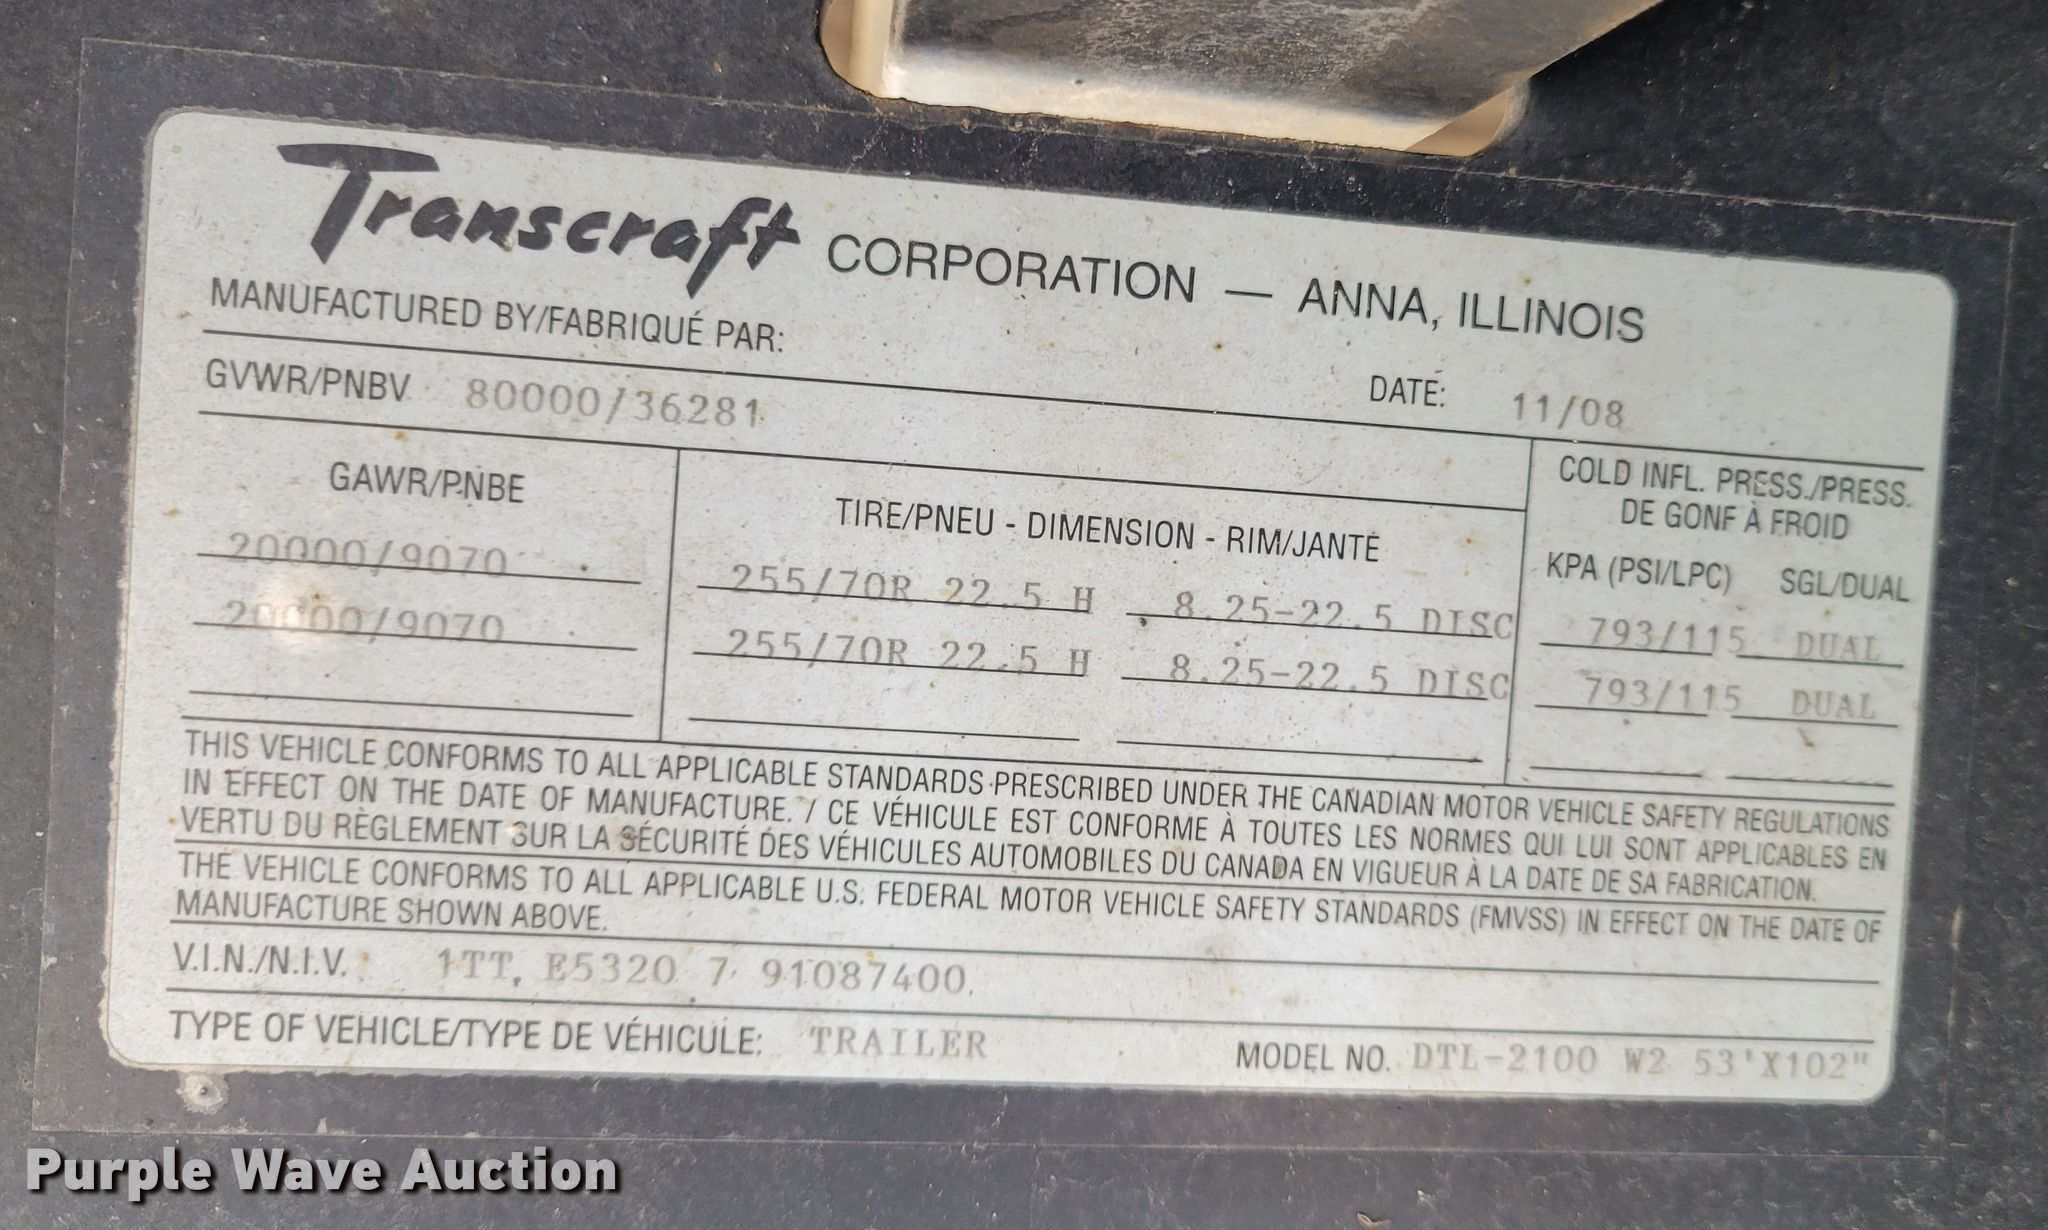 Transcraft CORPORATION — ANNA, ILLINOIS
MANUFACTURED BY/FABRIQUÉ PAR:
DATE: 11/08
GVWR/PNBV 80000/36281
GAWR/PNBE
TIRE/PNEU - DIMENSION - RIM/JANTE
COLD INFL. PRESS./PRESS.
DE GONF À FROID
KPA (PSI/LPC) SGL/DUAL
20000/9070 255/70R 22.5 H 8.25-22.5 DISC 793/115 DUAL
20000/9070 255/70R 22.5 H 8.25-22.5 DISC 793/115 DUAL
THIS VEHICLE CONFORMS TO ALL APPLICABLE STANDARDS PRESCRIBED UNDER THE CANADIAN MOTOR VEHICLE SAFETY REGULATIONS
IN EFFECT ON THE DATE OF MANUFACTURE. / CE VÉHICULE EST CONFORME À TOUTES LES NORMES QUI LUI SONT APPLICABLES EN
VERTU DU RÈGLEMENT SUR LA SÉCURITÉ DES VÉHICULES AUTOMOBILES DU CANADA EN VIGUEUR À LA DATE DE SA FABRICATION.
THE VEHICLE CONFORMS TO ALL APPLICABLE U.S. FEDERAL MOTOR VEHICLE SAFETY STANDARDS (FMVSS) IN EFFECT ON THE DATE OF
MANUFACTURE SHOWN ABOVE.
V.I.N./N.I.V. 1TT, E5320 7 91087400
TYPE OF VEHICLE/TYPE DE VÉHICULE: TRAILER
MODEL NO. DTL-2100 W2 53'X102"
Purple Wave Auction